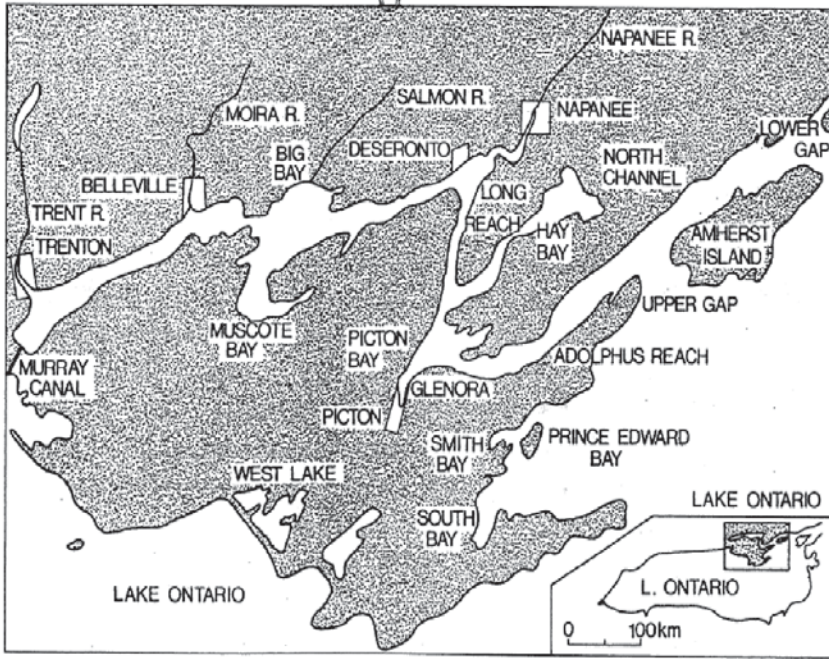 NAPANEE R.
SALMON R.
MOIRA R.
NAPANEE
LOWER
GAP
BIG
BAY
DESERONTO
NORTH
CHANNEL
BELLEVILLE
LONG
REACH
TRENT R.
HAY
BAY
AMHERST
ISLAND
TRENTON
UPPER GAP
MUSCOTE
BAY
PICTON
BAY
ADOLPHUS REACH
MURRAY
CANAL
GLENORA
PICTON
SMITH
BAY
PRINCE EDWARD
BAY
WEST LAKE
SOUTH
BAY
LAKE ONTARIO
LAKE ONTARIO
L. ONTARIO
0 100km